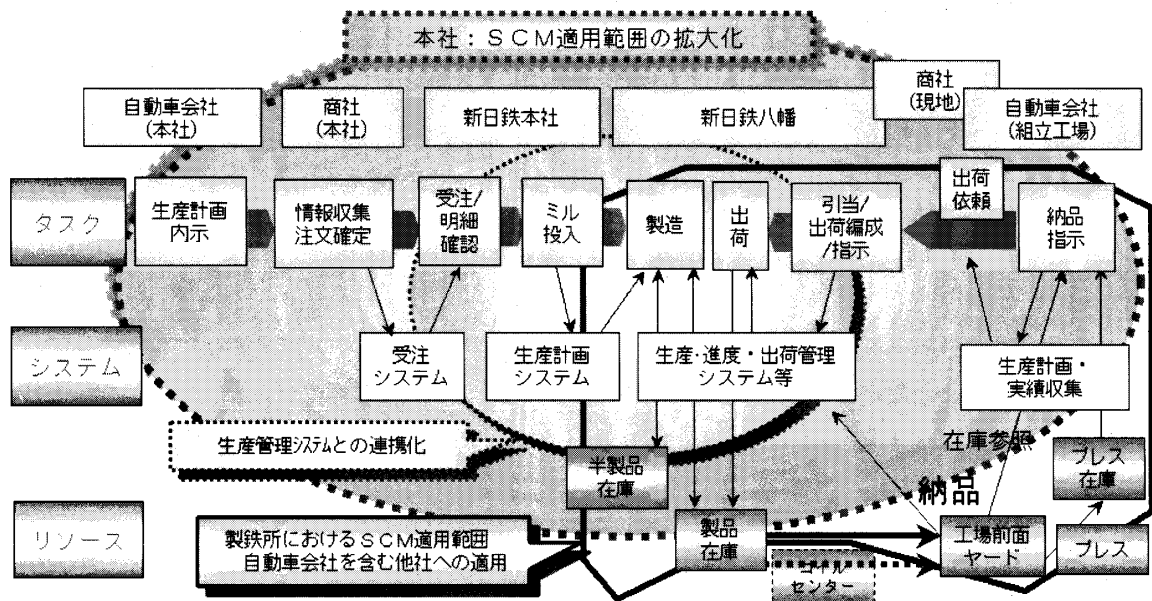 本社：ＳＣＭ適用範囲の拡大化
自動車会社
(本社)
商社
(本社)
新日鉄本社
新日鉄八幡
商社
(現地)
自動車会社
(組立工場)
タスク
生産計画
内示
情報収集
注文確定
受注/
明細
確認
ミル
投入
製造
出
荷
引当/
出荷編成
/指示
出荷
依頼
納品
指示
システム
受注
システム
生産計画
システム
生産・進度・出荷管理
システム等
生産計画・
実績収集
生産管理システムとの連携化
半製品
在庫
在庫参照
プレス
在庫
納品
リソース
製鉄所におけるＳＣＭ適用範囲
自動車会社を含む他社への適用
製品
在庫
コイル
センター
工場前面
ヤード
プレス